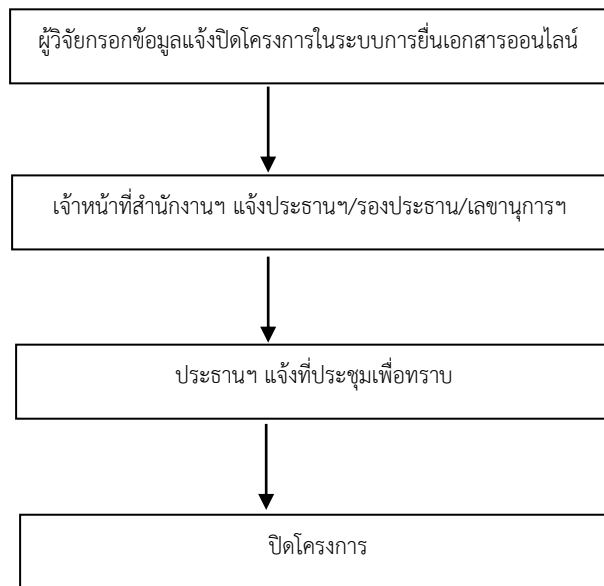 ผู้วิจัยกรอกข้อมูลแจ้งปิดโครงการในระบบการยื่นเอกสารออนไลน์
เจ้าหน้าที่สำนักงานฯ แจ้งประธานฯ/รองประธาน/เลขานุการฯ
ประธานฯ แจ้งที่ประชุมเพื่อทราบ
ปิดโครงการ